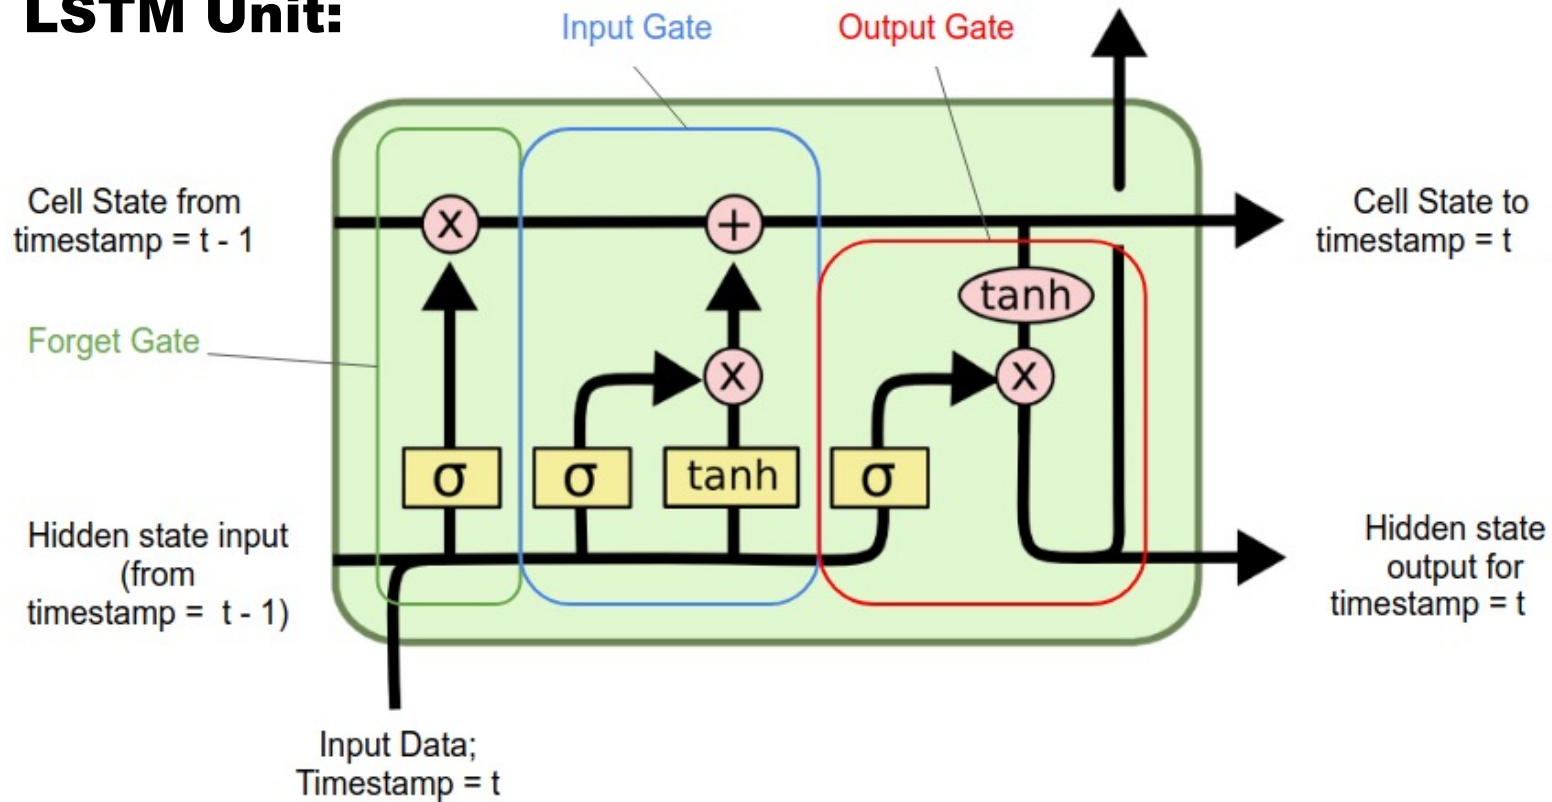 LSTM Unit:
Input Gate
Output Gate
Cell State from
timestamp = t - 1
x
+
Cell State to
timestamp = t
tanh
Forget Gate
x
x
σ
σ
tanh
σ
Hidden state input
(from
timestamp = t - 1)
Hidden state
output for
timestamp = t
Input Data;
Timestamp = t